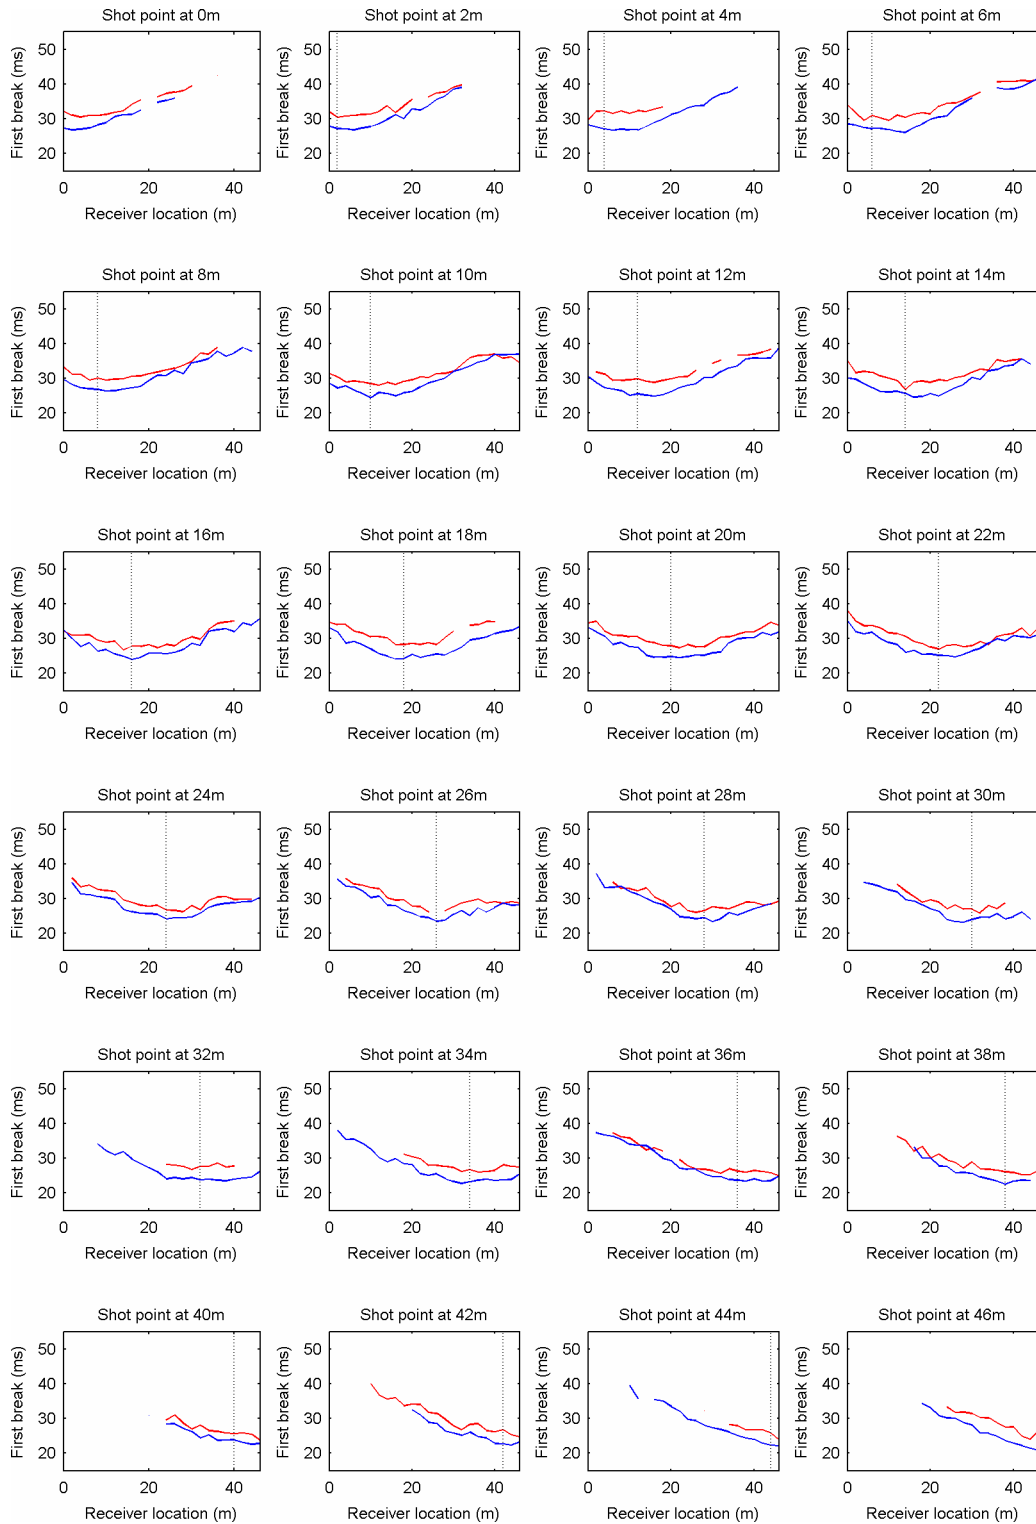 Shot point at 0m Shot point at 2m Shot point at 4m Shot point at 6m
First break (ms) First break (ms) First break (ms) First break (ms)
50 50 50 50
40 40 40 40
30 30 30 30
20 20 20 20
0 20 40 0 20 40 0 20 40 0 20 40
Receiver location (m) Receiver location (m) Receiver location (m) Receiver location (m)
Shot point at 8m Shot point at 10m Shot point at 12m Shot point at 14m
First break (ms) First break (ms) First break (ms) First break (ms)
50 50 50 50
40 40 40 40
30 30 30 30
20 20 20 20
0 20 40 0 20 40 0 20 40 0 20 40
Receiver location (m) Receiver location (m) Receiver location (m) Receiver location (m)
Shot point at 16m Shot point at 18m Shot point at 20m Shot point at 22m
First break (ms) First break (ms) First break (ms) First break (ms)
50 50 50 50
40 40 40 40
30 30 30 30
20 20 20 20
0 20 40 0 20 40 0 20 40 0 20 40
Receiver location (m) Receiver location (m) Receiver location (m) Receiver location (m)
Shot point at 24m Shot point at 26m Shot point at 28m Shot point at 30m
First break (ms) First break (ms) First break (ms) First break (ms)
50 50 50 50
40 40 40 40
30 30 30 30
20 20 20 20
0 20 40 0 20 40 0 20 40 0 20 40
Receiver location (m) Receiver location (m) Receiver location (m) Receiver location (m)
Shot point at 32m Shot point at 34m Shot point at 36m Shot point at 38m
First break (ms) First break (ms) First break (ms) First break (ms)
50 50 50 50
40 40 40 40
30 30 30 30
20 20 20 20
0 20 40 0 20 40 0 20 40 0 20 40
Receiver location (m) Receiver location (m) Receiver location (m) Receiver location (m)
Shot point at 40m Shot point at 42m Shot point at 44m Shot point at 46m
First break (ms) First break (ms) First break (ms) First break (ms)
50 50 50 50
40 40 40 40
30 30 30 30
20 20 20 20
0 20 40 0 20 40 0 20 40 0 20 40
Receiver location (m) Receiver location (m) Receiver location (m) Receiver location (m)